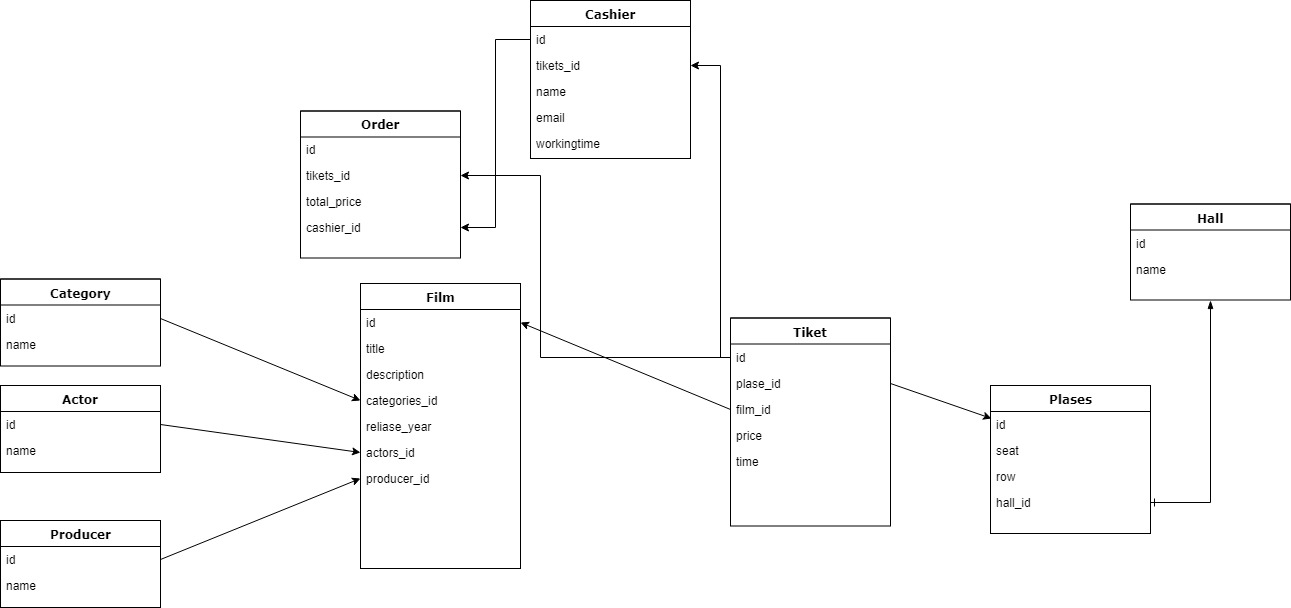 Cashier
id
tikets_id
name
email
workingtime
Order
id
tikets_id
total_price
cashier_id
Hall
id
name
Category
id
name
Film
id
title
description
categories_id
reliase_year
actors_id
producer_id
Tiket
id
plase_id
film_id
price
time
Actor
id
name
Plases
id
seat
row
hall_id
Producer
id
name